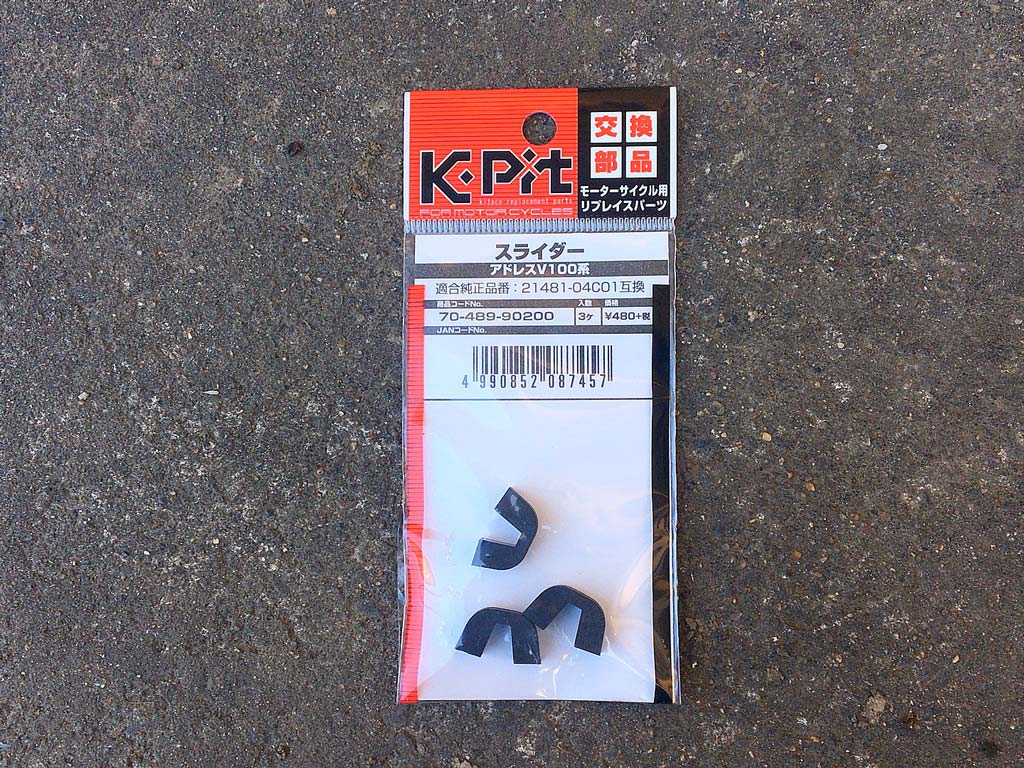 K・Pit
kitaco replacement parts
FOR MOTOR CYCLES
交換
部品
モーターサイクル用
リプレイスパーツ
スライダー
アドレスV100系
適合純正品番：21481-04C01互換
商品コードNo. 入数 価格
70-489-90200 3ヶ ¥480+税
JANコードNo.
4 990852 087457